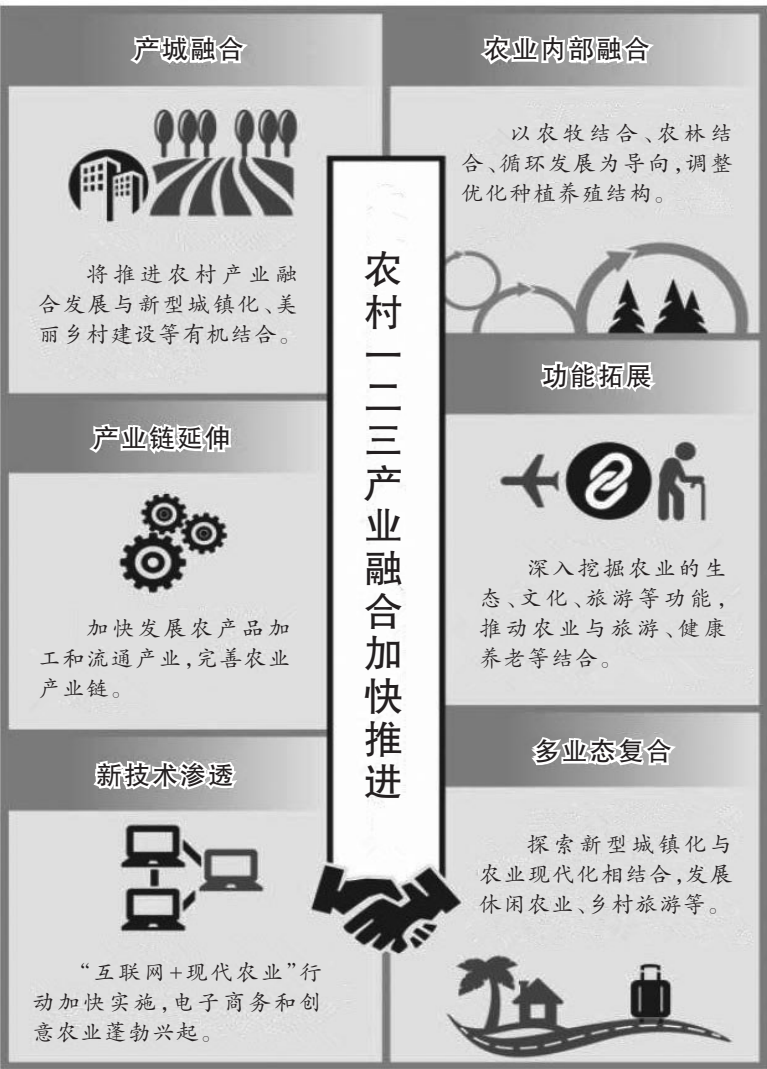 产城融合
将推进农村产业融
合发展与新型城镇化、美
丽乡村建设等有机结合。
产业链延伸
加快发展农产品加
工和流通产业,完善农业
产业链。
新技术渗透
“互联网+现代农业”行
动加快实施,电子商务和创
意农业蓬勃兴起。
农村一二三产业融合加快推进
农业内部融合
以农牧结合、农林结
合、循环发展为导向,调整
优化种植养殖结构。
功能拓展
深入挖掘农业的生
态、文化、旅游等功能,
推动农业与旅游、健康
养老等结合。
多业态复合
探索新型城镇化与
农业现代化相结合,发展
休闲农业、乡村旅游等。